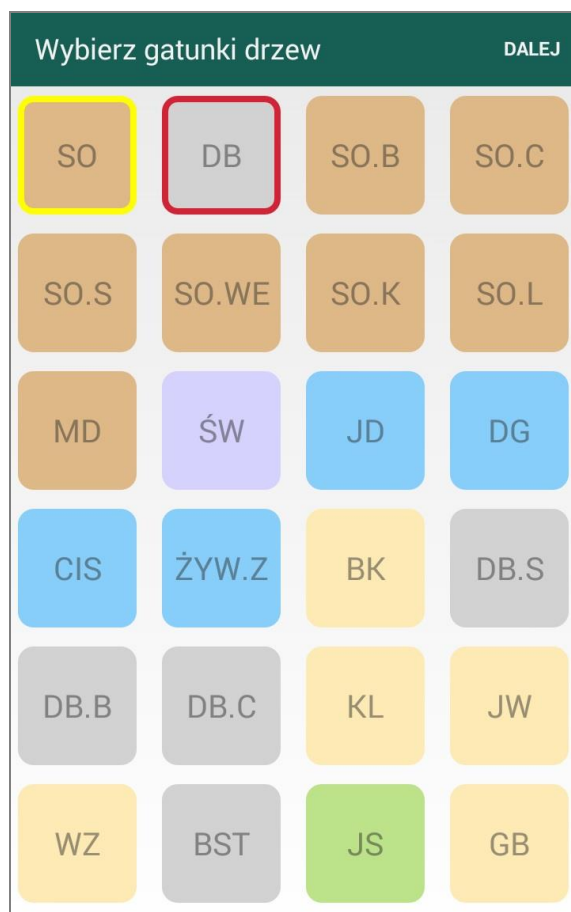 Wybierz gatunki drzew DALEJ
SO DB SO.B SO.C
SO.S SO.WE SO.K SO.L
MD ŚW JD DG
CIS ŻYW.Z BK DB.S
DB.B DB.C KL JW
WZ BST JS GB